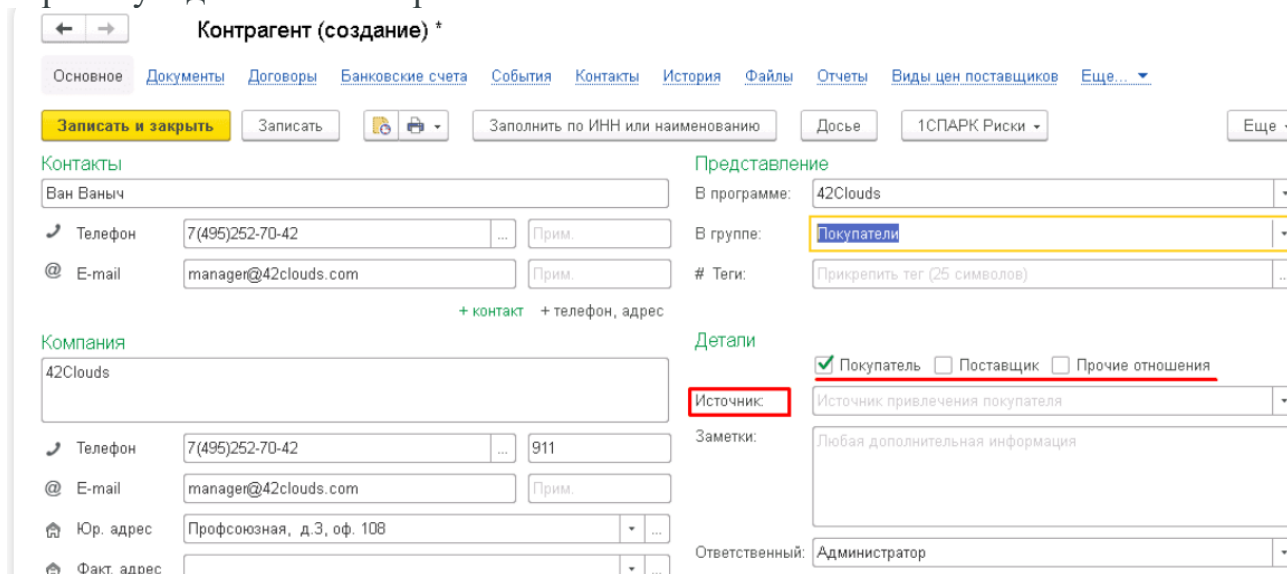 Контрагент (создание) *
Основное Документы Договоры Банковские счета События Контакты История Файлы Отчеты Виды цен поставщиков Еще...
Записать и закрыть Записать Заполнить по ИНН или наименованию Досье 1СПАРК Риски Еще
Контакты
Ван Ваныч
Телефон 7(495)252-70-42 ... Прим.
@ E-mail manager@42clouds.com Прим.
+ контакт + телефон, адрес
Компания
42Clouds
Телефон 7(495)252-70-42 ... 911
@ E-mail manager@42clouds.com Прим.
Юр. адрес Профсоюзная, д.3, оф. 108 ...
Факт. адрес ...
Представление
В программе: 42Clouds
В группе: Покупатели
# Теги: Прикрепить тег (25 символов) ...
Детали
Покупатель Поставщик Прочие отношения
Источник: Источник привлечения покупателя
Заметки: Любая дополнительная информация
Ответственный: Администратор